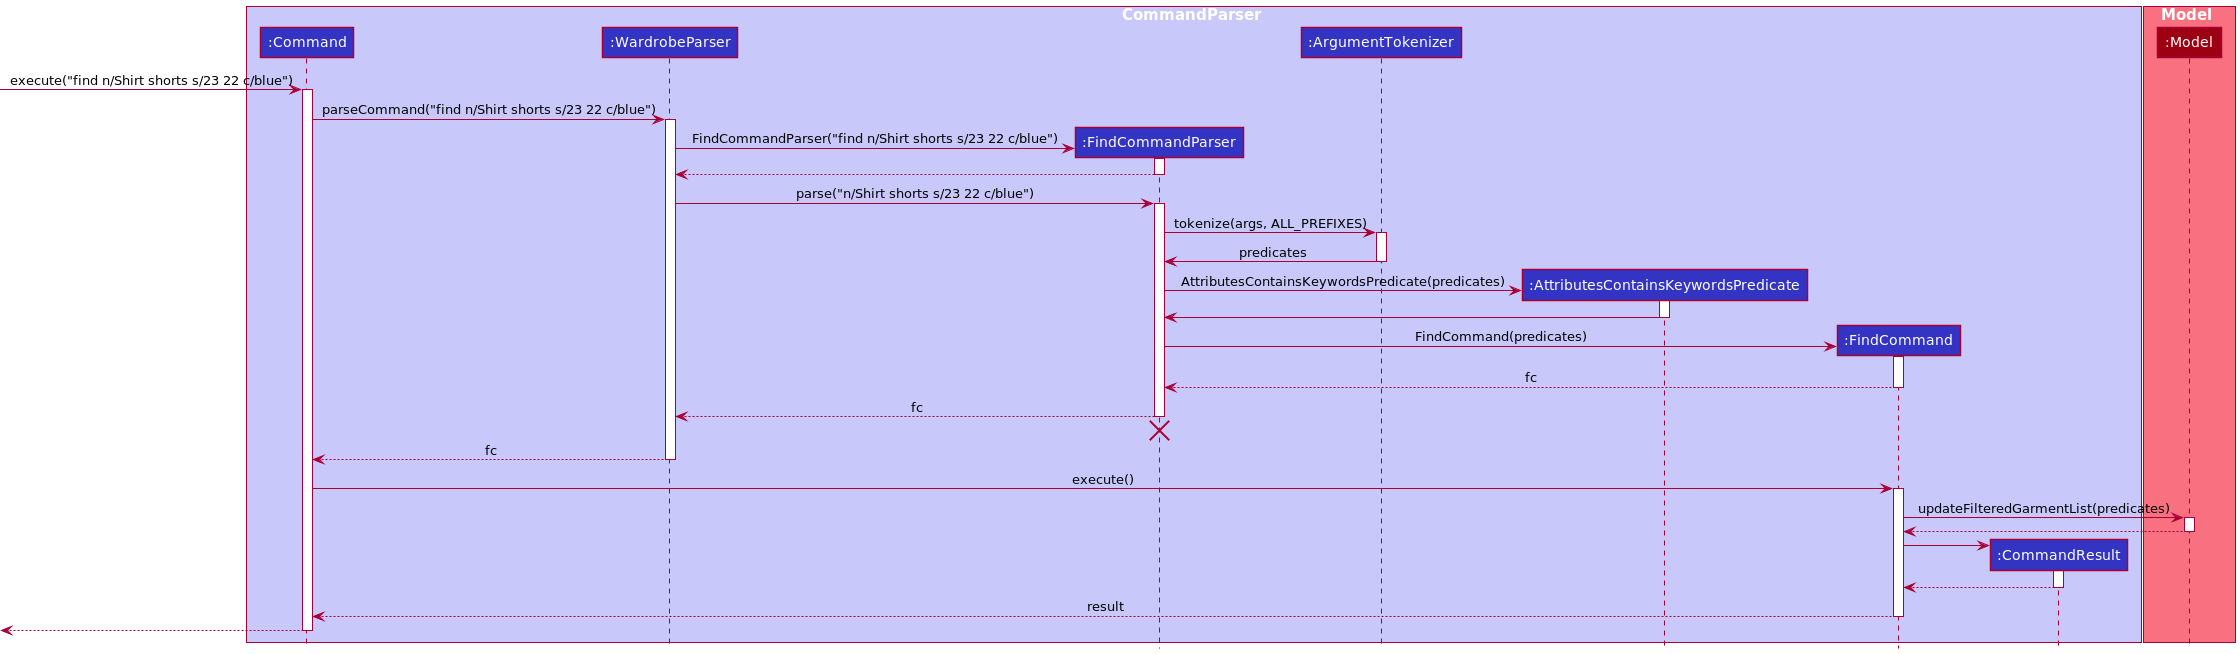 CommandParser
Model
:Command
:WardrobeParser
:ArgumentTokenizer
:Model
execute("find n/Shirt shorts s/23 22 c/blue")
parseCommand("find n/Shirt shorts s/23 22 c/blue")
FindCommandParser("find n/Shirt shorts s/23 22 c/blue")
:FindCommandParser
parse("n/Shirt shorts s/23 22 c/blue")
tokenize(args, ALL_PREFIXES)
predicates
AttributesContainsKeywordsPredicate(predicates)
:AttributesContainsKeywordsPredicate
FindCommand(predicates)
:FindCommand
fc
fc
fc
execute()
updateFilteredGarmentList(predicates)
:CommandResult
result